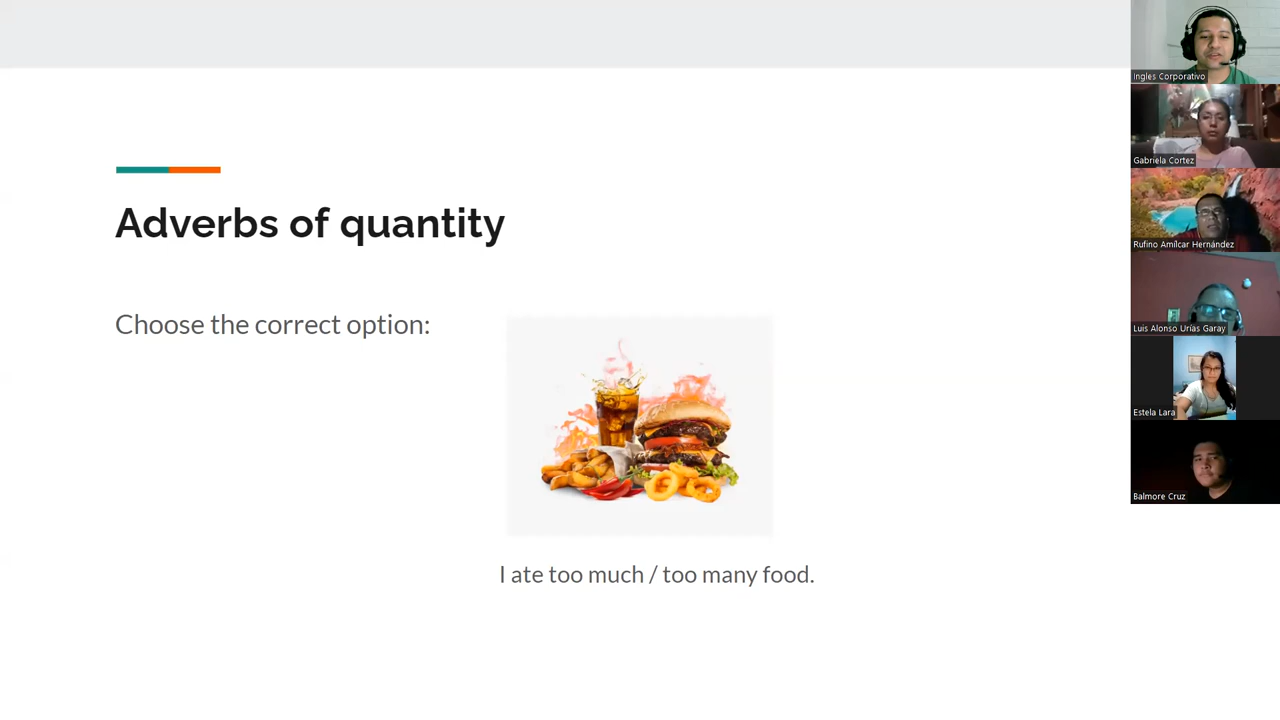 Adverbs of quantity
Choose the correct option:
I ate too much / too many food.
Ingles Corporativo
Gabriela Cortez
Rufino Amílcar Hernández
Luis Alonso Urías Garay
Estela Lara
Balmore Cruz